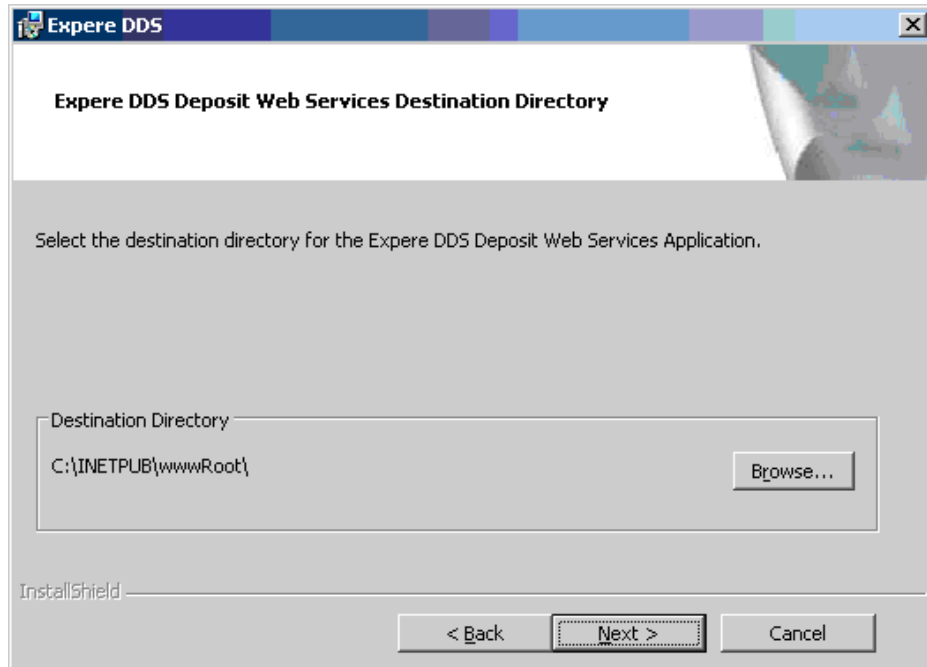 Expere DDS
Expere DDS Deposit Web Services Destination Directory
Select the destination directory for the Expere DDS Deposit Web Services Application.
Destination Directory
C:\INETPUB\wwwRoot\
Browse...
InstallShield
< Back
Next >
Cancel